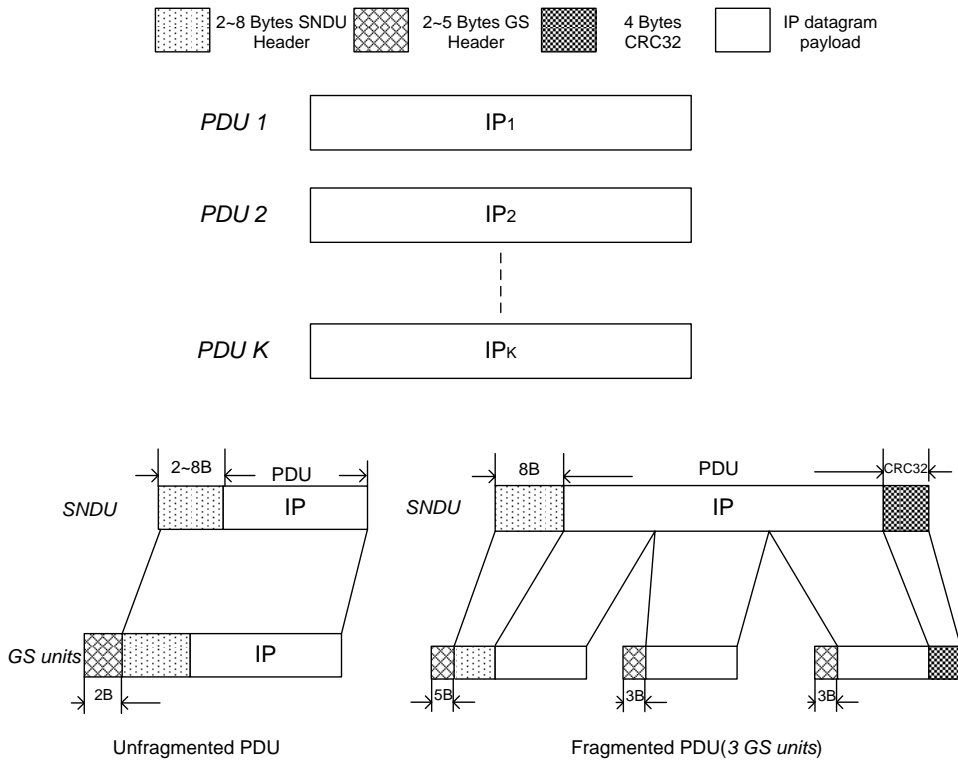 2~8 Bytes SNDU
Header
2~5 Bytes GS
Header
4 Bytes
CRC32
IP datagram
payload
PDU 1
IP1
PDU 2
IP2
PDU K
IPK
2~8B
PDU
SNDU
IP
GS units
IP
2B
Unfragmented PDU
8B
PDU
CRC32
IP
5B
3B
3B
Fragmented PDU(3 GS units)